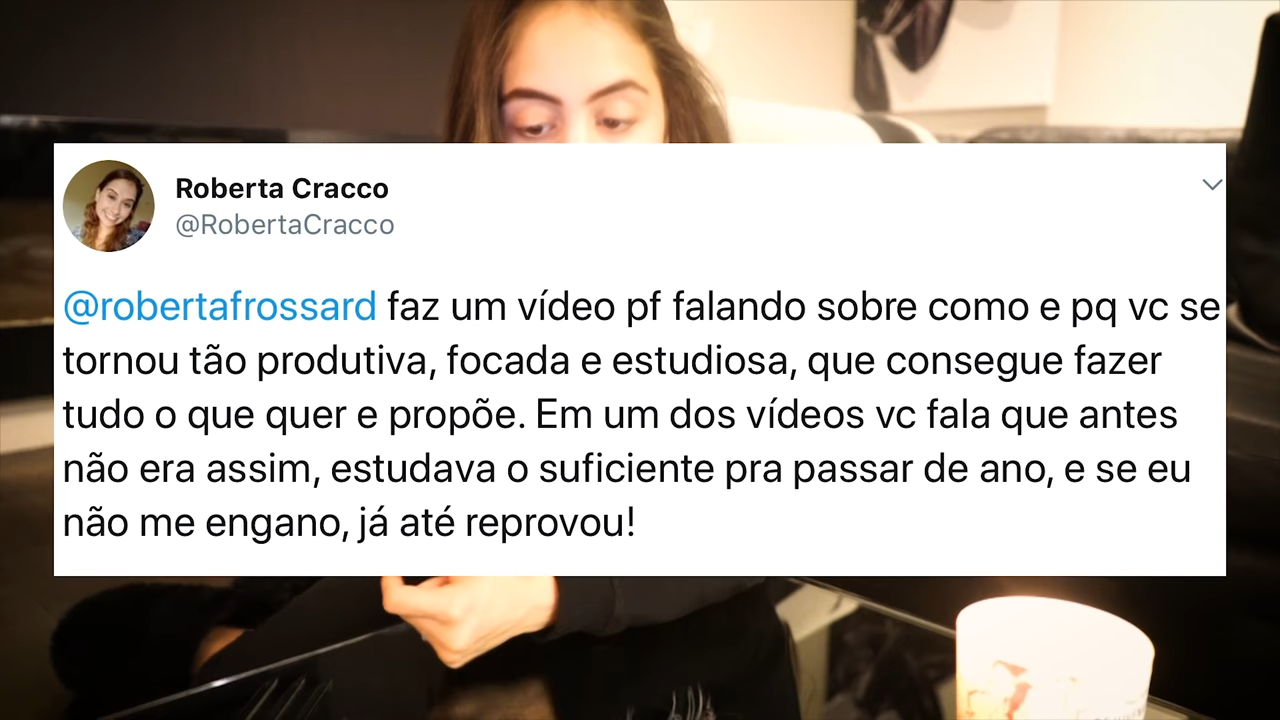 Roberta Cracco
@RobertaCracco
@robertafrossard faz um vídeo pf falando sobre como e pq vc se
tornou tão produtiva, focada e estudiosa, que consegue fazer
tudo o que quer e propõe. Em um dos vídeos vc fala que antes
não era assim, estudava o suficiente pra passar de ano, e se eu
não me engano, já até reprovou!